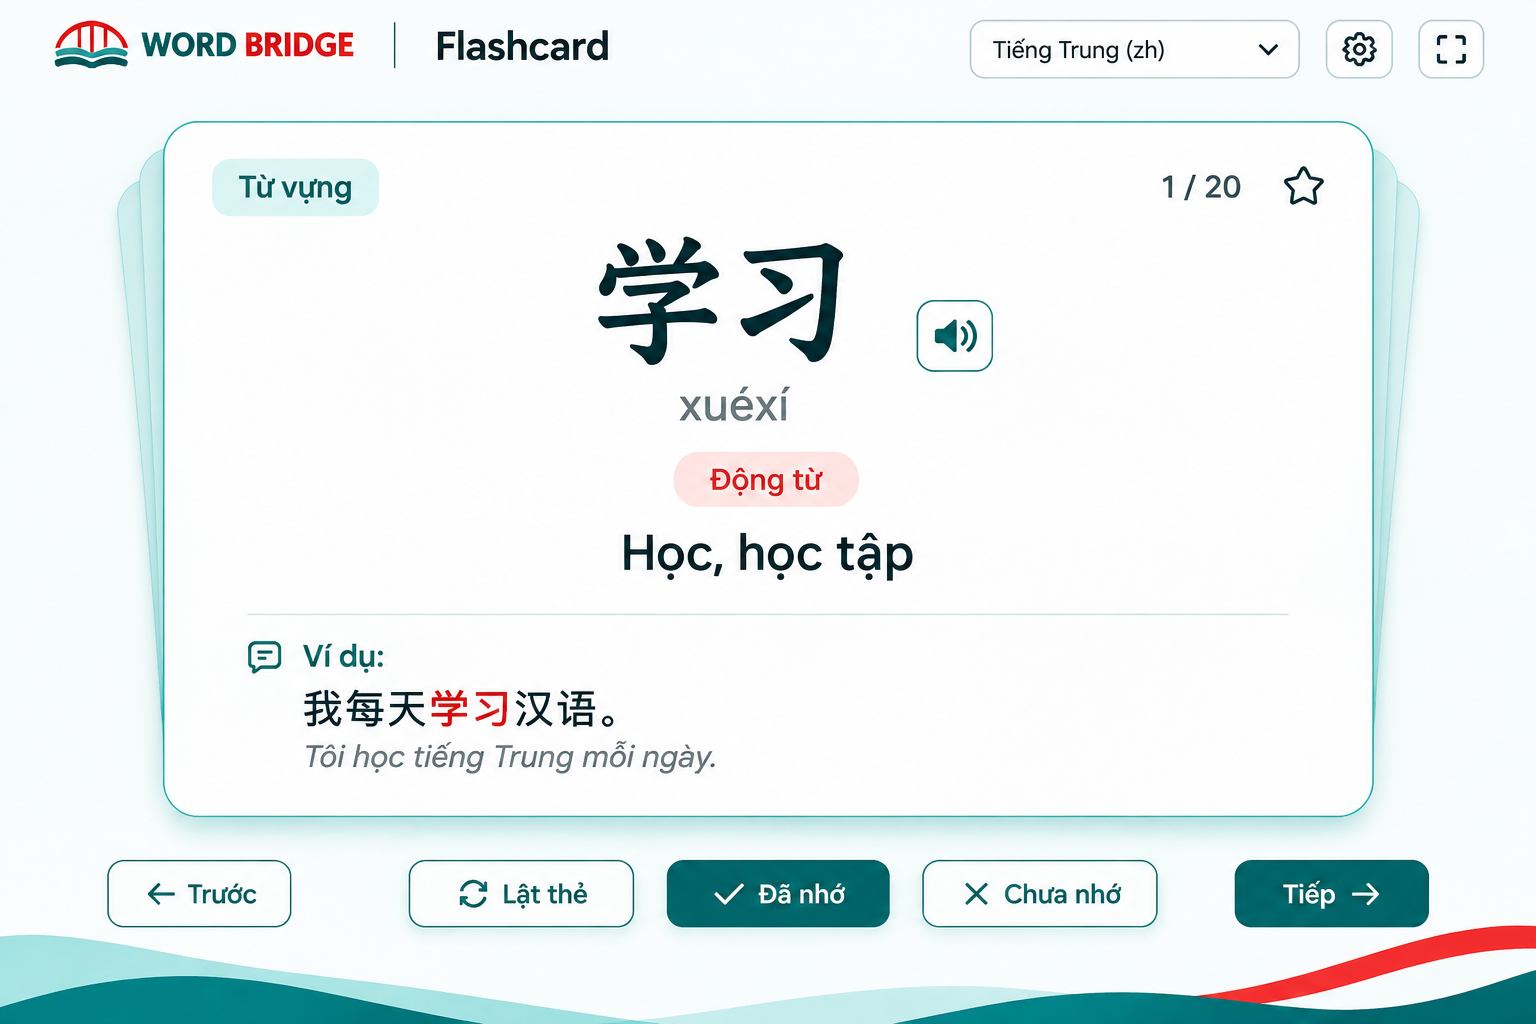 WORD BRIDGE
Flashcard
Tiếng Trung (zh)
Từ vựng
1 / 20
学习
xuéxí
Động từ
Học, học tập
Ví dụ:
我每天学习汉语。
Tôi học tiếng Trung mỗi ngày.
Trước
Lật thẻ
Đã nhớ
Chưa nhớ
Tiếp